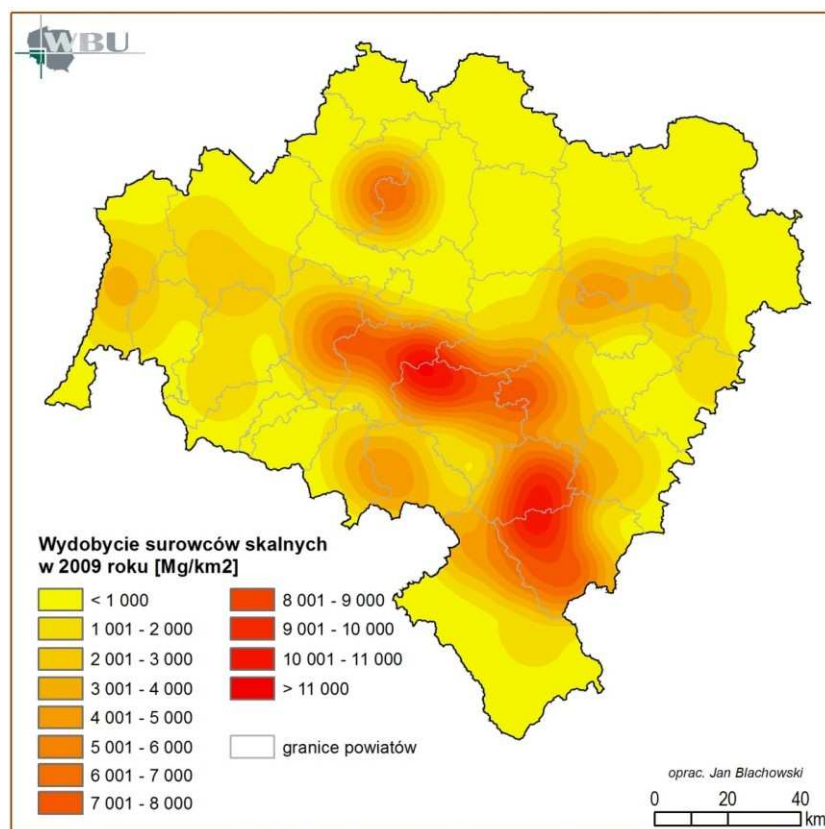 WBU
Wydobycie surowców skalnych
w 2009 roku [Mg/km2]
< 1 000
1 001 - 2 000
2 001 - 3 000
3 001 - 4 000
4 001 - 5 000
5 001 - 6 000
6 001 - 7 000
7 001 - 8 000
8 001 - 9 000
9 001 - 10 000
10 001 - 11 000
> 11 000
granice powiatów
oprac. Jan Blachowski
0 20 40
km